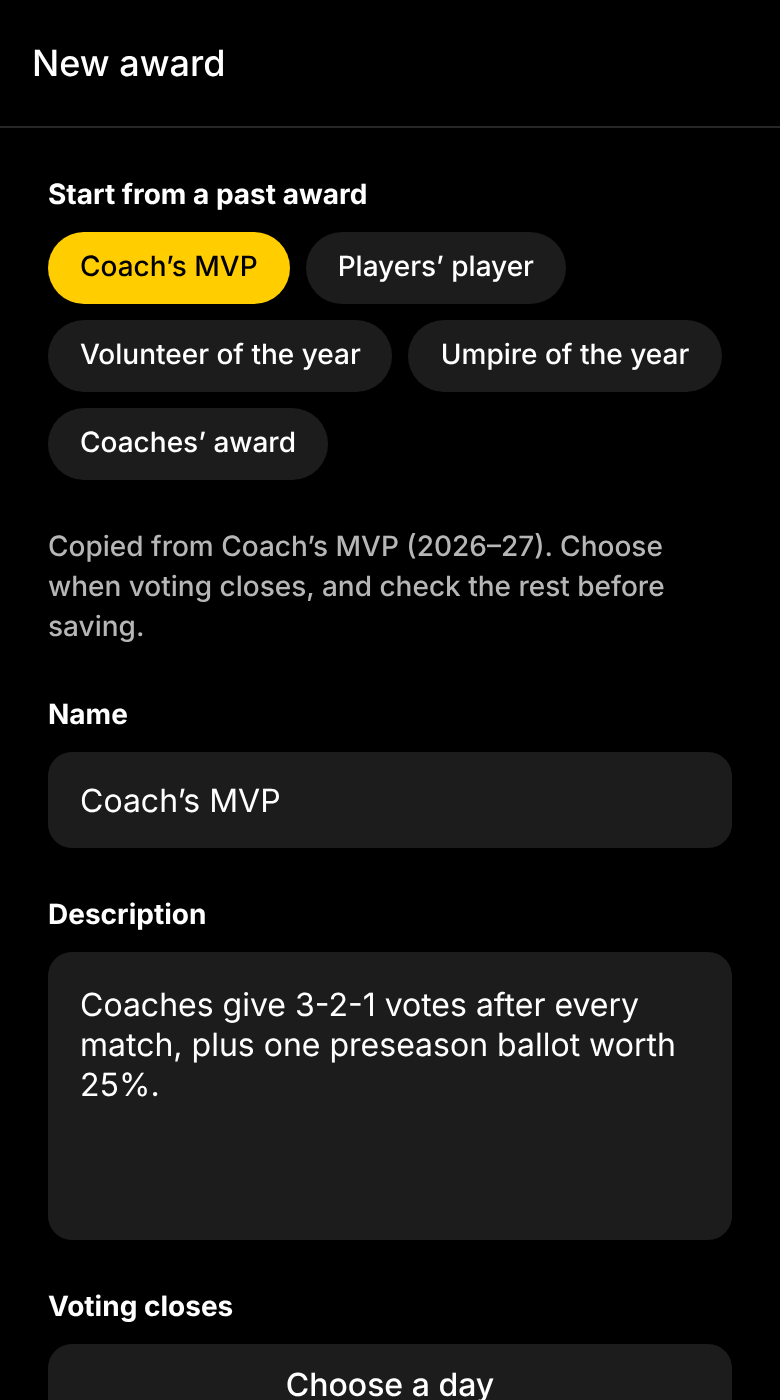 New award
Start from a past award
Coach’s MVP
Players’ player
Volunteer of the year
Umpire of the year
Coaches’ award
Copied from Coach’s MVP (2026–27). Choose
when voting closes, and check the rest before
saving.
Name
Coach’s MVP
Description
Coaches give 3-2-1 votes after every
match, plus one preseason ballot worth
25%.
Voting closes
Choose a day